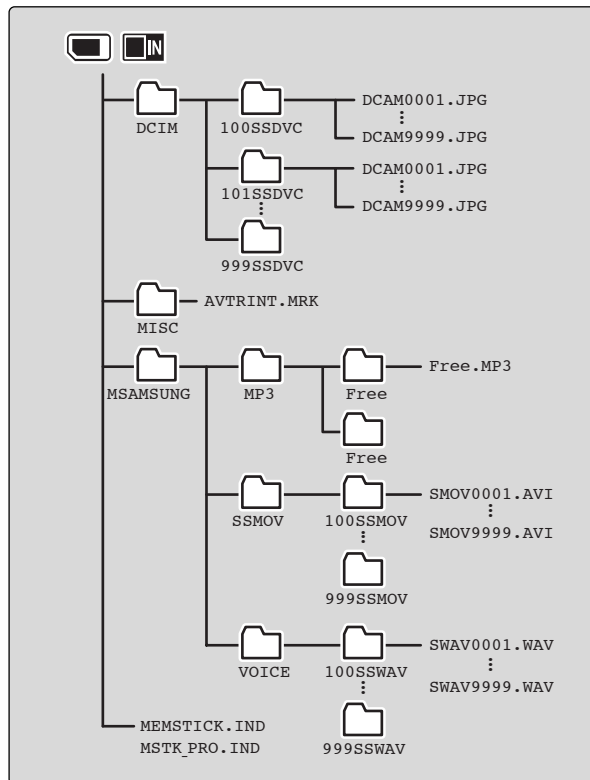 IN
DCIM
100SSDVC
DCAM0001.JPG
DCAM9999.JPG
101SSDVC
DCAM0001.JPG
DCAM9999.JPG
999SSDVC
MISC
AVTRINT.MRK
MSAMSUNG
MP3
Free
Free.MP3
Free
SSMOV
100SSMOV
SMOV0001.AVI
SMOV9999.AVI
999SSMOV
VOICE
100SSWAV
SWAV0001.WAV
SWAV9999.WAV
999SSWAV
MEMSTICK.IND
MSTK_PRO.IND